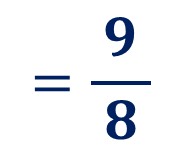 = 9/8